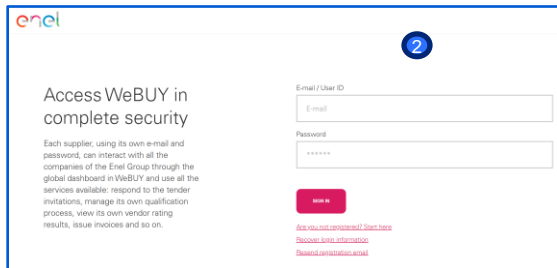 enel
2
Access WeBUY in
complete security
Each supplier, using its own e-mail and
password, can interact with all the
companies of the Enel Group through the
global dashboard in WeBUY and use all the
services available: respond to the tender
invitations, manage its own qualification
process, view its own vendor rating
results, issue invoices and so on.
E-mail / User ID
E-mail
Password
******
SIGN IN
Are you not registered? Start here
Recover login information
Resend registration email